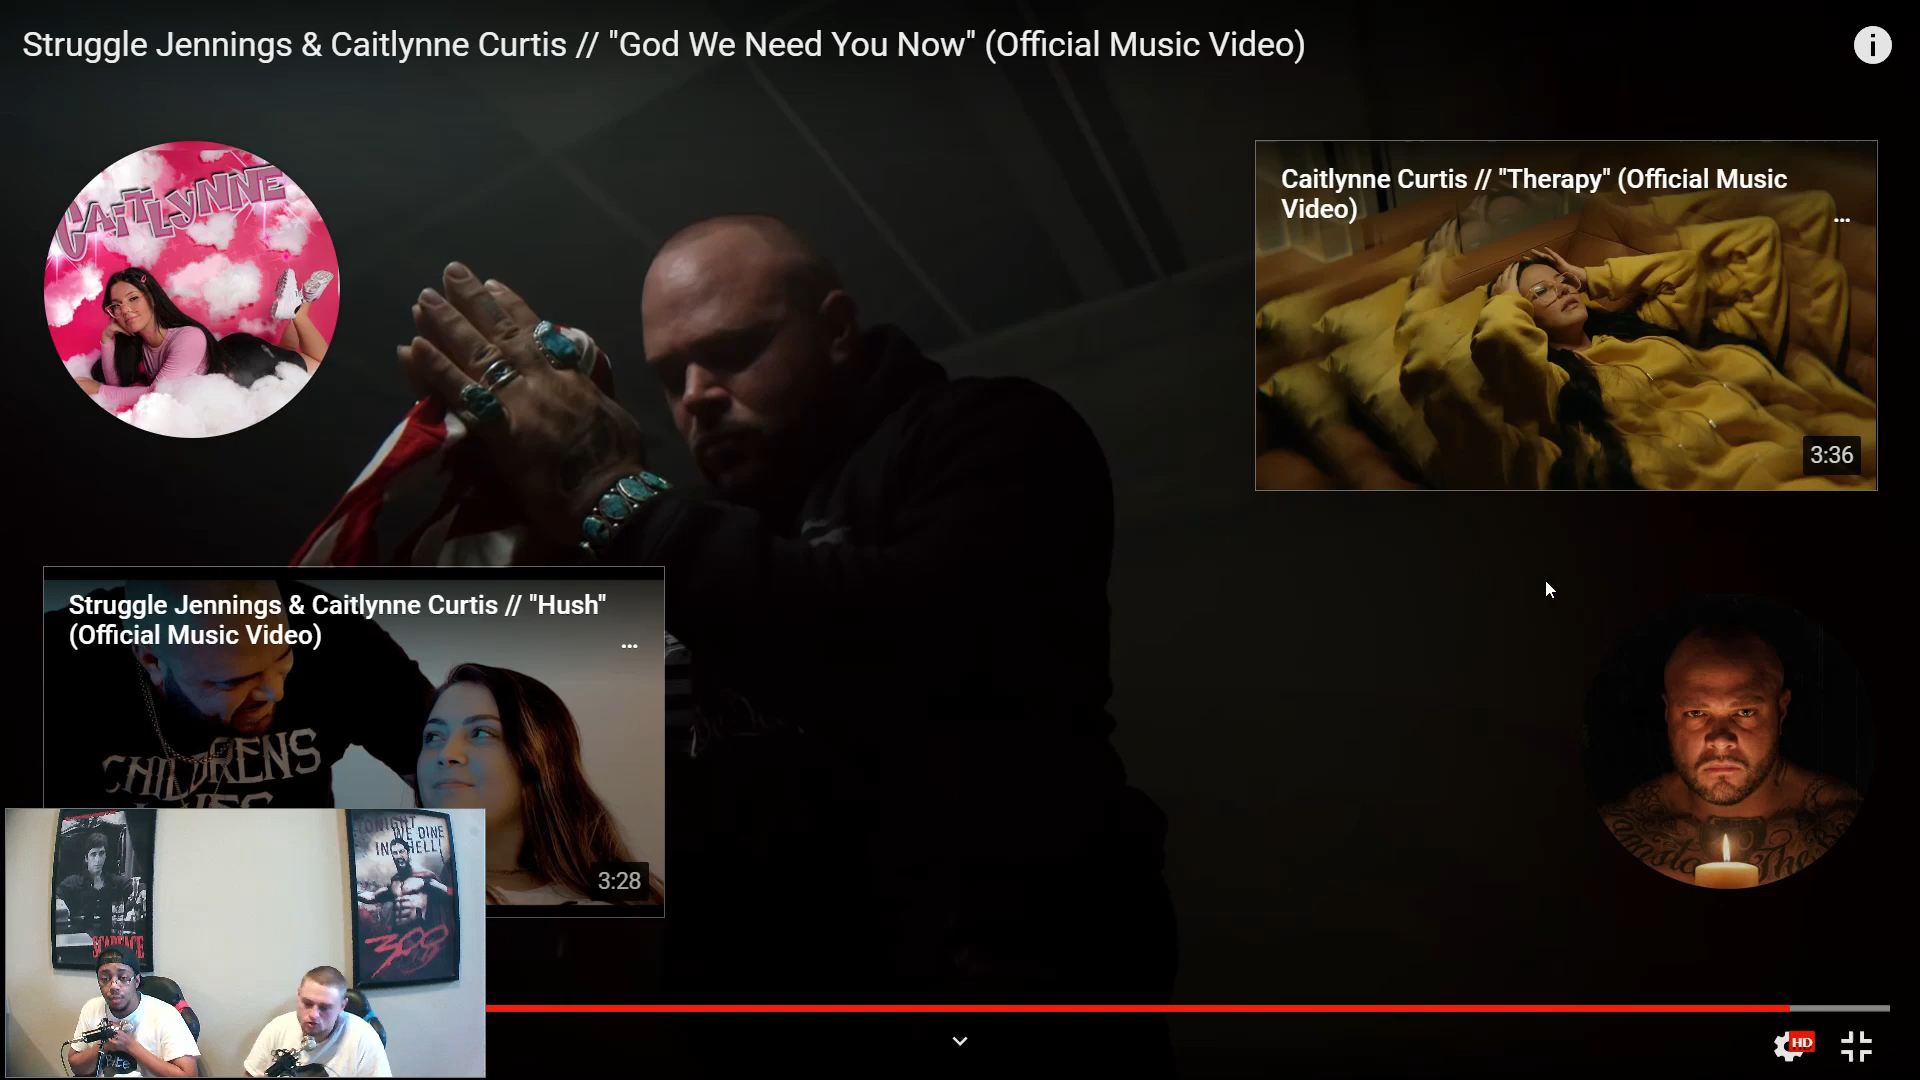 Struggle Jennings & Caitlynne Curtis // "God We Need You Now" (Official Music Video)
CAITLYNNE
Caitlynne Curtis // "Therapy" (Official Music
Video)
3:36
Struggle Jennings & Caitlynne Curtis // "Hush"
(Official Music Video)
CHILDRENS
3:28
TONIGHT
WE DINE
IN HELL!
SCARFACE
300
HD